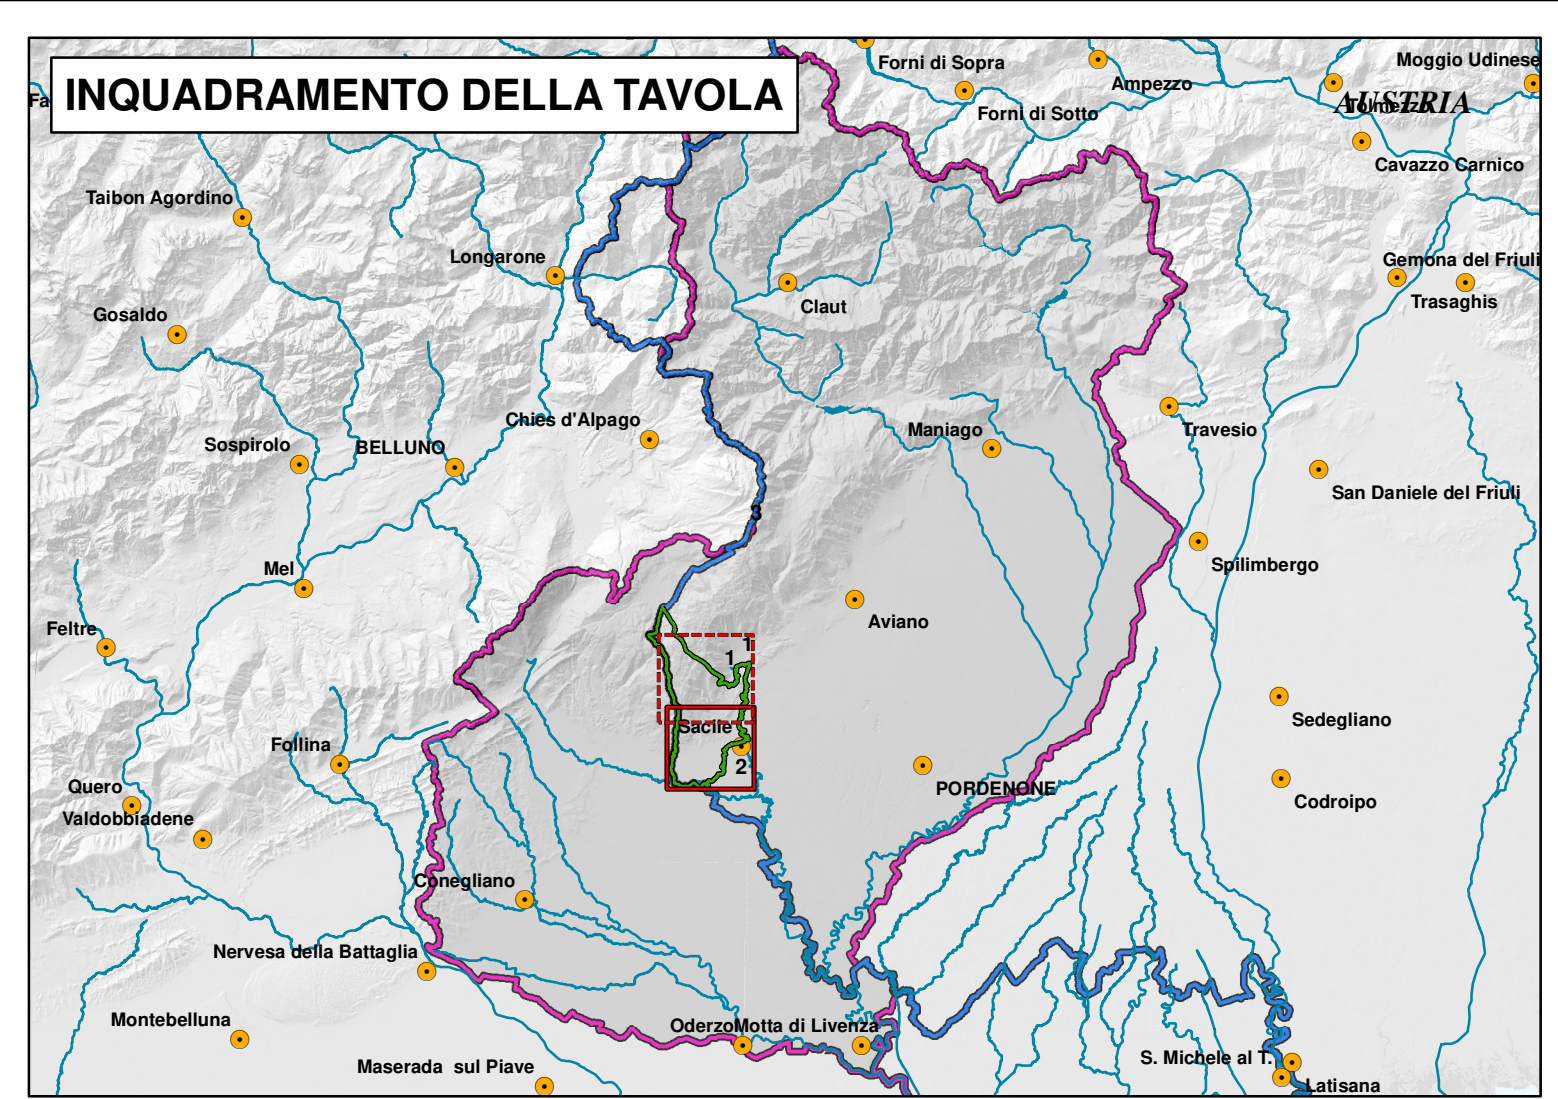 INQUADRAMENTO DELLA TAVOLA
Forni di Sopra
Ampezzo
Moggio Udinese
Fa
Forni di Sotto
Tolmezzo
AUSTRIA
Cavazzo Carnico
Taibon Agordino
Longarone
Gemona del Friuli
Claut
Trasaghis
Gosaldo
Chies d'Alpago
Maniago
Travesio
Sospirolo
BELLUNO
San Daniele del Friuli
3
Mel
Spilimbergo
Feltre
Aviano
1
1
Sacile
Sedegliano
Follina
2
Quero
PORDENONE
Codroipo
Valdobbiadene
Conegliano
Nervesa della Battaglia
Montebelluna
Oderzo
Motta di Livenza
Maserada  sul Piave
S. Michele al T.
Latisana